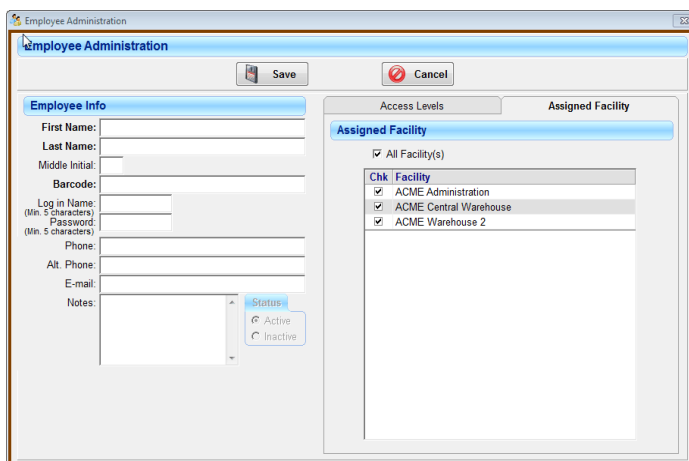 Employee Administration
Employee Administration
Save
Cancel
Employee Info
First Name:
Last Name:
Middle Initial:
Barcode:
Log in Name:
(Min. 5 characters)
Password:
(Min. 5 characters)
Phone:
Alt. Phone:
E-mail:
Notes:
Status
Active
Inactive
Access Levels
Assigned Facility
Assigned Facility
All Facility(s)
Chk Facility
ACME Administration
ACME Central Warehouse
ACME Warehouse 2